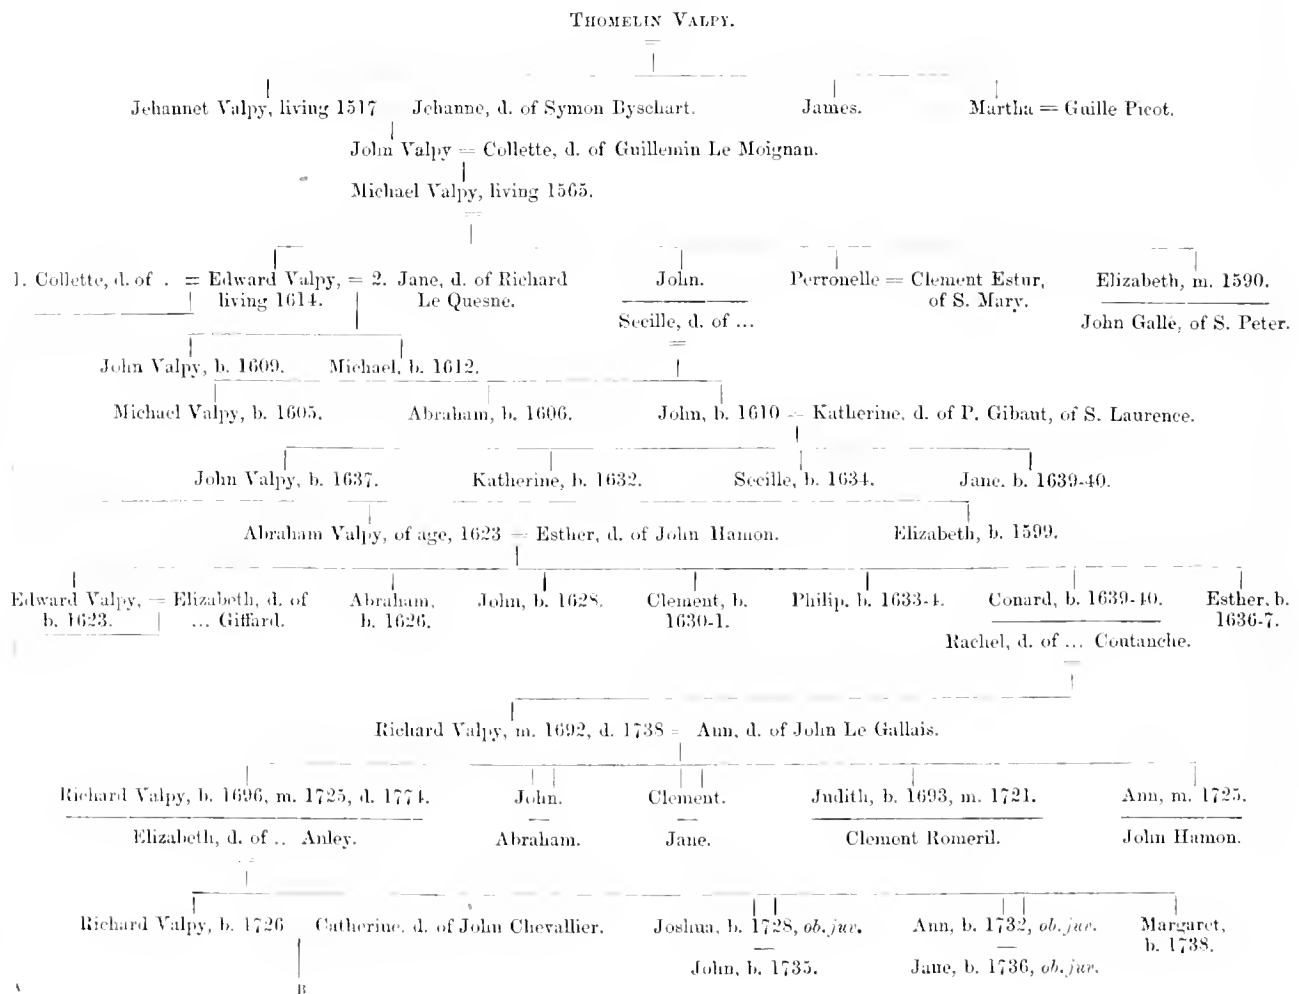 THOMELIN VALPY.
Jehannet Valpy, living 1517 Jehanne, d. of Symon Byschart. James. Martha = Guille Picot.
John Valpy = Collette, d. of Guillemin Le Moignan.
Michael Valpy, living 1565.
1. Collette, d. of . = Edward Valpy, = 2. Jane, d. of Richard John. Perronelle = Clement Estur, Elizabeth, m. 1590.
living 1614. Le Quesne. of S. Mary.
Secille, d. of ... John Galle, of S. Peter.
John Valpy, b. 1609. Michael, b. 1612.
Michael Valpy, b. 1605. Abraham, b. 1606. John, b. 1610 = Katherine, d. of P. Gibaut, of S. Laurence.
John Valpy, b. 1637. Katherine, b. 1632. Secille, b. 1634. Jane. b. 1639-40.
Abraham Valpy, of age, 1623 = Esther, d. of John Hamon. Elizabeth, b. 1599.
Edward Valpy, = Elizabeth, d. of Abraham, John, b. 1628. Clement, b. Philip, b. 1633-4. Conard, b. 1639-40. Esther, b.
b. 1623. ... Giffard. b. 1626. 1630-1. 1636-7.
Rachel, d. of ... Coutanche.
Richard Valpy, m. 1692, d. 1738 = Ann, d. of John Le Gallais.
Richard Valpy, b. 1696, m. 1725, d. 1774. John. Clement. Judith, b. 1693, m. 1721. Ann, m. 1725.
Elizabeth, d. of .. Anley. Abraham. Jane. Clement Romeril. John Hamon.
Richard Valpy, b. 1726 Catherine, d. of John Chevallier. Joshua, b. 1728, ob. juv. Ann, b. 1732, ob. juv. Margaret,
b. 1738.
John, b. 1735. Jane, b. 1736, ob. juv.
B